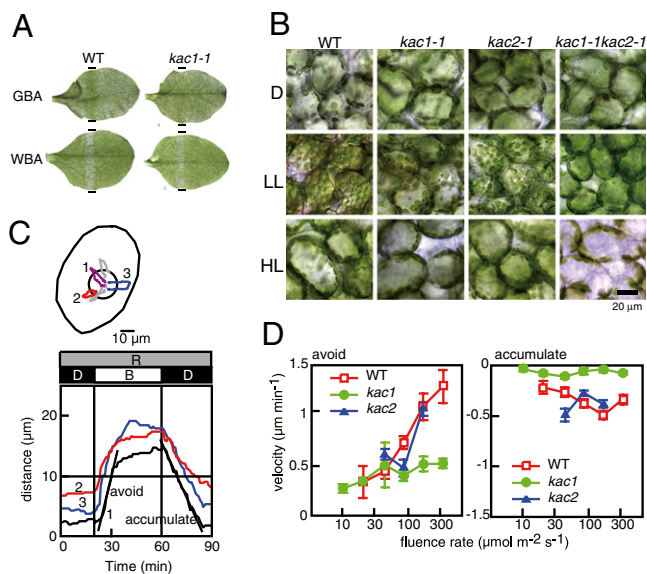 A
WT kac1-1
GBA
WBA
B
WT kac1-1 kac2-1 kac1-1kac2-1
D
LL
HL
20 µm
C
1
2
3
10 µm
R
D B D
distance (µm)
20
10
0
2
3
1
avoid
accumulate
0 30 60 90
Time (min)
D
avoid
velocity (µm min-1)
1.5
1
0.5
0
WT
kac1
kac2
10 30 100 300
accumulate
0
-0.5
-1
-1.5
WT
kac1
kac2
10 30 100 300
fluence rate (µmol m-2 s-1)